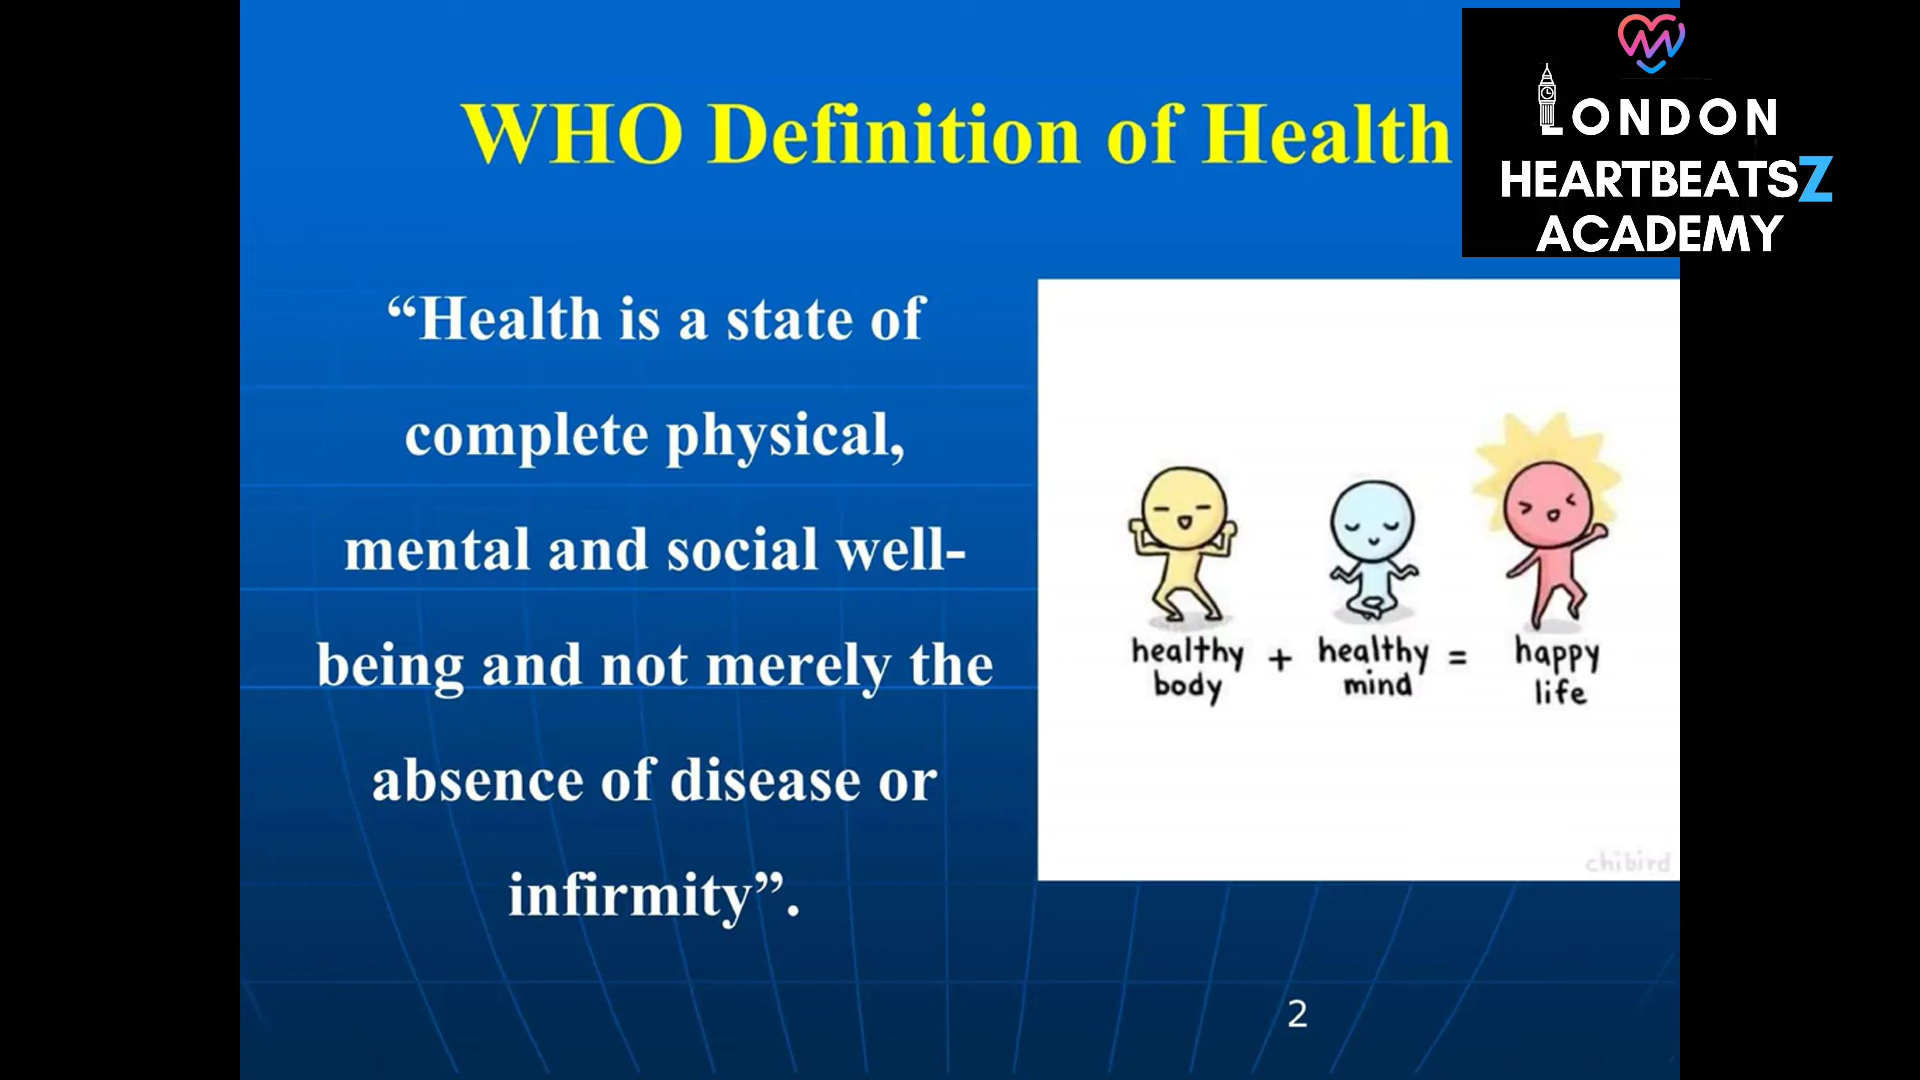 WHO Definition of Health
LONDON
HEARTBEATSZ
ACADEMY
“Health is a state of
complete physical,
mental and social well-
being and not merely the
absence of disease or
infirmity”.
healthy body + healthy mind = happy life
chibird
2